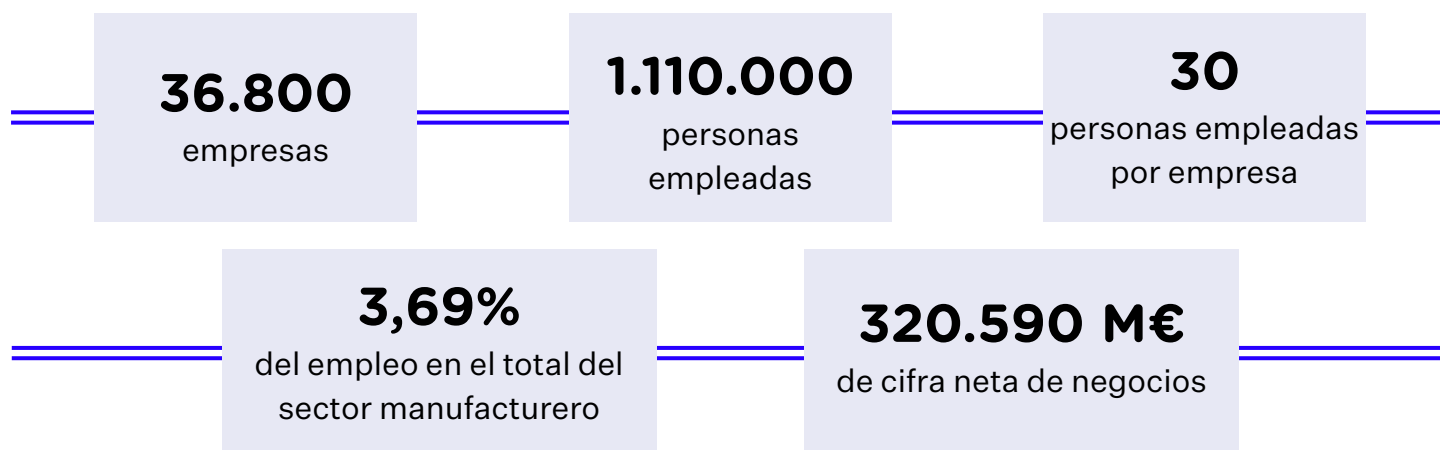 36.800
empresas
1.110.000
personas
empleadas
30
personas empleadas
por empresa
3,69%
del empleo en el total del
sector manufacturero
320.590 M€
de cifra neta de negocios